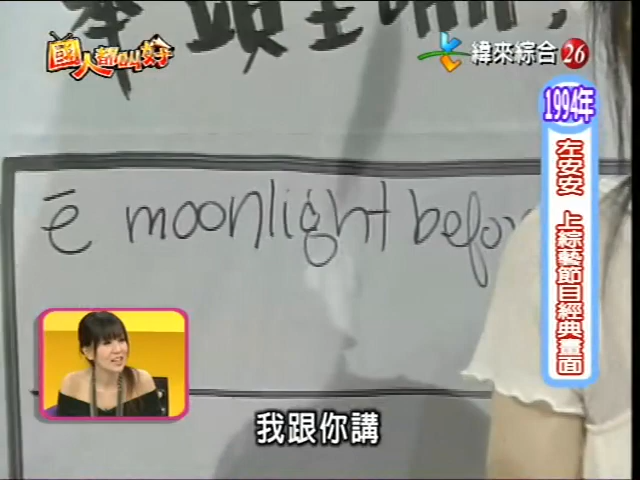 國人都叫好
緯來綜合 26
1994年
左安安 上綜藝節目經典畫面
ē moonlight before
我跟你講